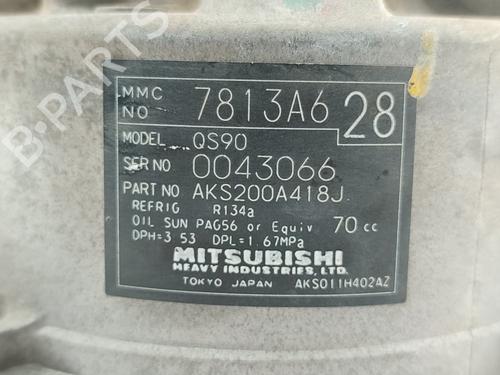 MMC NO 7813A6 28
MODEL QS90
SER NO 0043066
PART NO AKS200A418J
REFRIG R134a
OIL SUN PAG56 or Equiv 70 cc
DPH=3.53 DPL=1.67MPa
MITSUBISHI
HEAVY INDUSTRIES, LTD.
TOKYO JAPAN AKS011H402AZ
B-PARTS